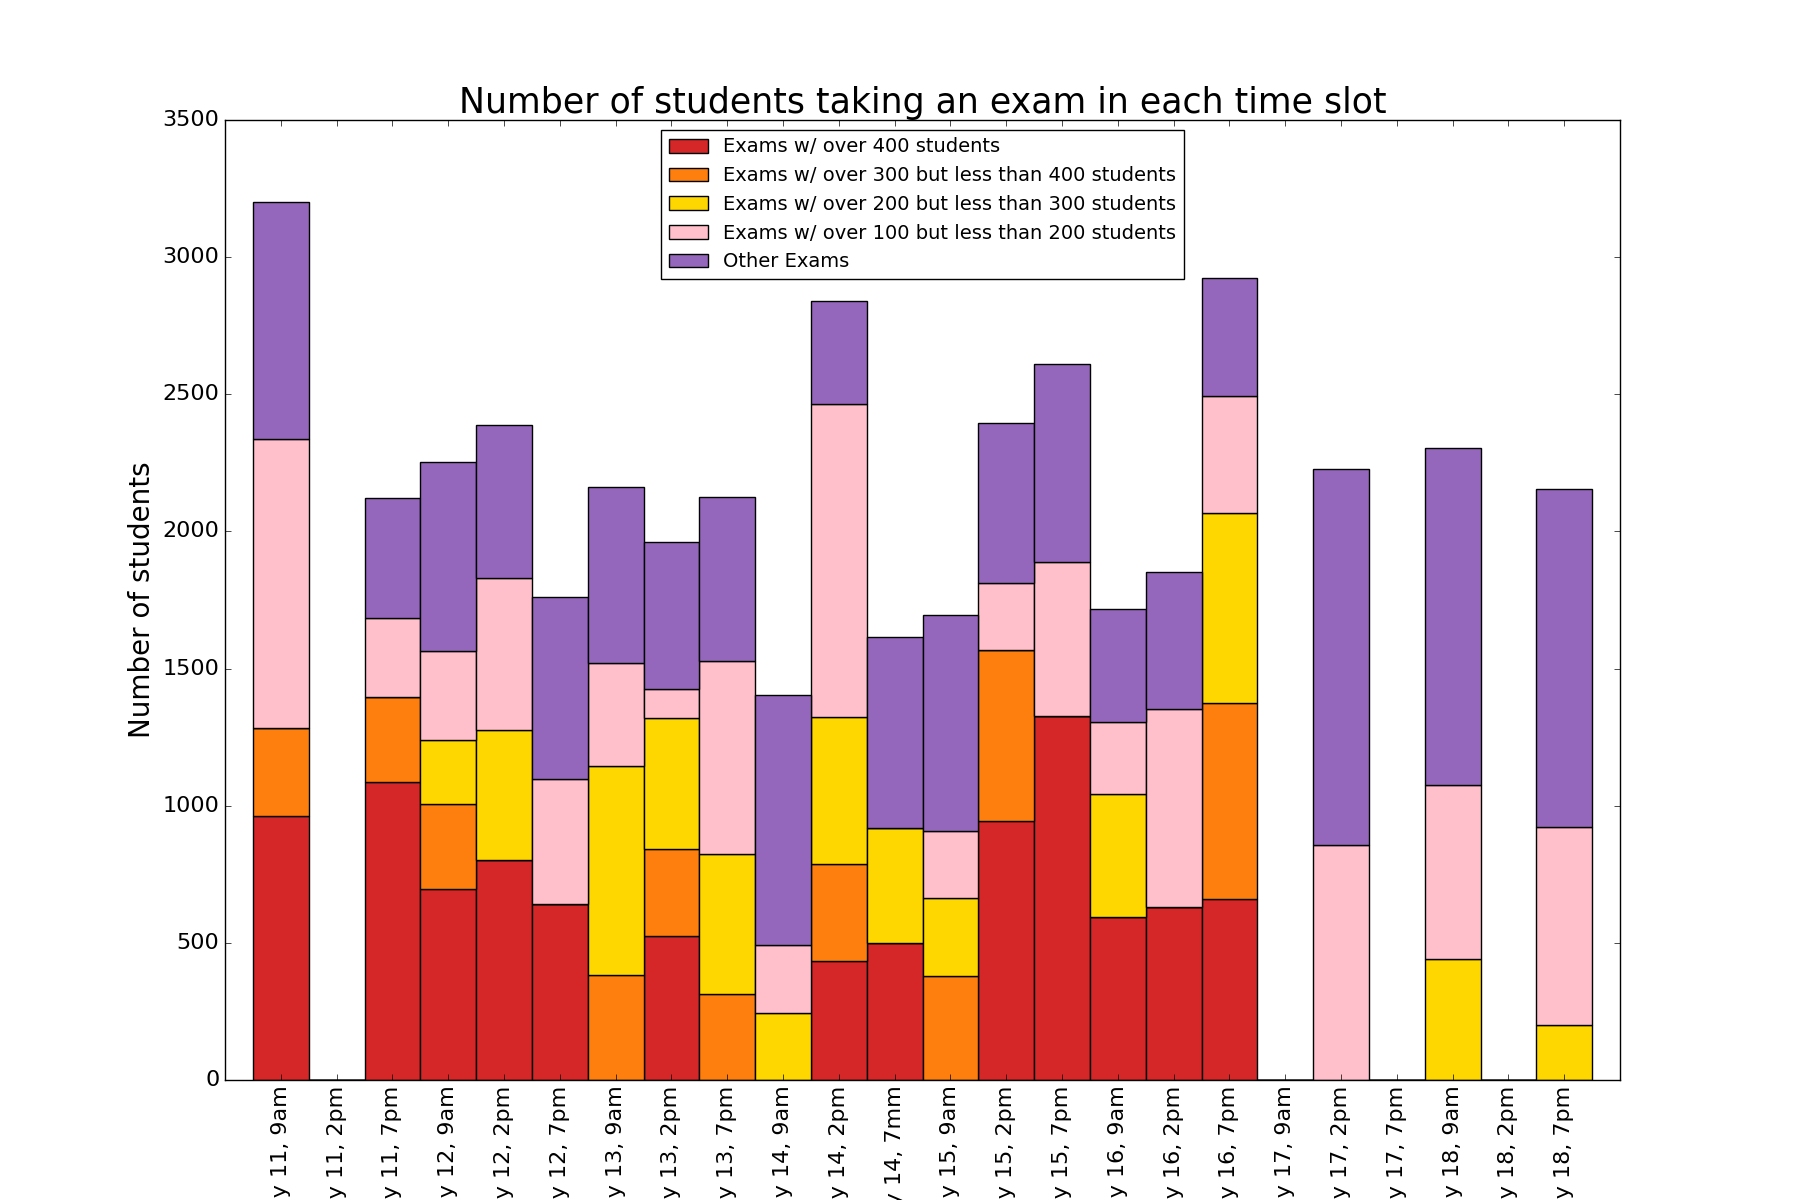 Number of students taking an exam in each time slot
Exams w/ over 400 students
Exams w/ over 300 but less than 400 students
Exams w/ over 200 but less than 300 students
Exams w/ over 100 but less than 200 students
Other Exams
Number of students
3500
3000
2500
2000
1500
1000
500
0
y 11, 9am
y 11, 2pm
y 11, 7pm
y 12, 9am
y 12, 2pm
y 12, 7pm
y 13, 9am
y 13, 2pm
y 13, 7pm
y 14, 9am
y 14, 2pm
y 14, 7mm
y 15, 9am
y 15, 2pm
y 15, 7pm
y 16, 9am
y 16, 2pm
y 16, 7pm
y 17, 9am
y 17, 2pm
y 17, 7pm
y 18, 9am
y 18, 2pm
y 18, 7pm